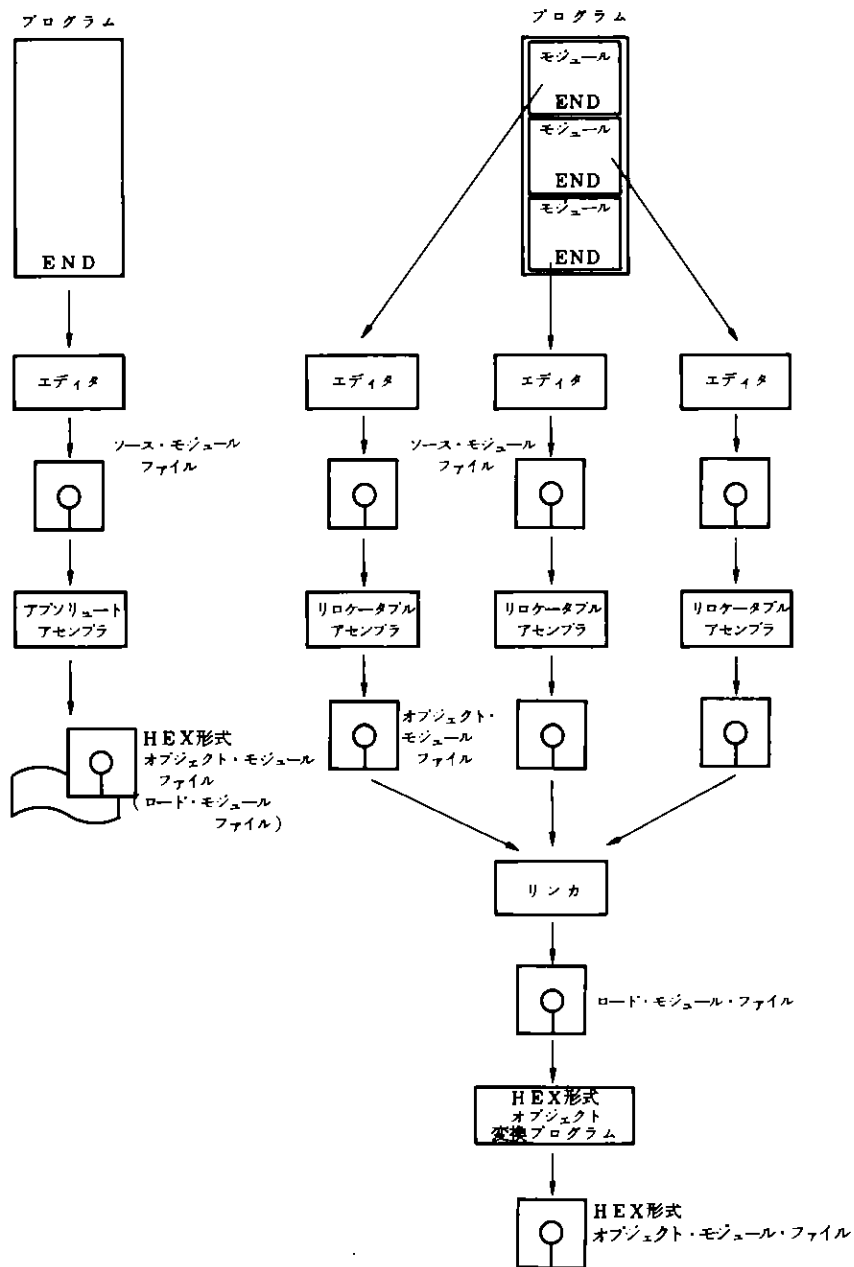 プログラム
END
エディタ
ソース・モジュール
ファイル
アブソリュート
アセンブラ
HEX形式
オブジェクト・モジュール
ファイル
(ロード・モジュール
ファイル)
プログラム
モジュール
END
モジュール
END
モジュール
END
エディタ
エディタ
エディタ
ソース・モジュール
ファイル
リロケータブル
アセンブラ
リロケータブル
アセンブラ
リロケータブル
アセンブラ
オブジェクト・
モジュール
ファイル
リンカ
ロード・モジュール・ファイル
HEX形式
オブジェクト
変換プログラム
HEX形式
オブジェクト・モジュール・ファイル